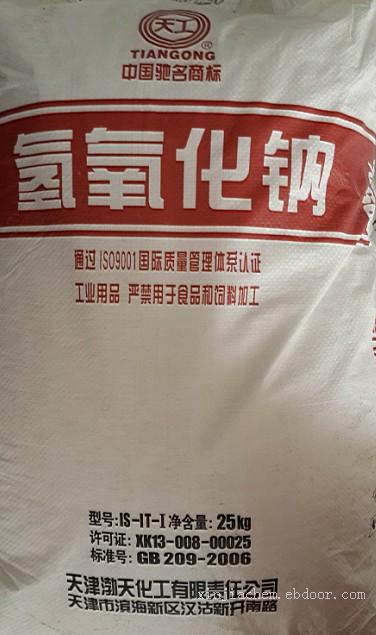 天工
TIANGONG®
中国驰名商标
氢氧化钠
通过ISO9001国际质量管理体系认证
工业用品 严禁用于食品和饲料加工
型号:IS-IT-I 净含量: 25kg
许可证: XK13-008-00025
标准号: GB 209-2006
天津渤天化工有限责任公司
天津市滨海新区汉沽新开南路
xinjiachem.ebdoor.com